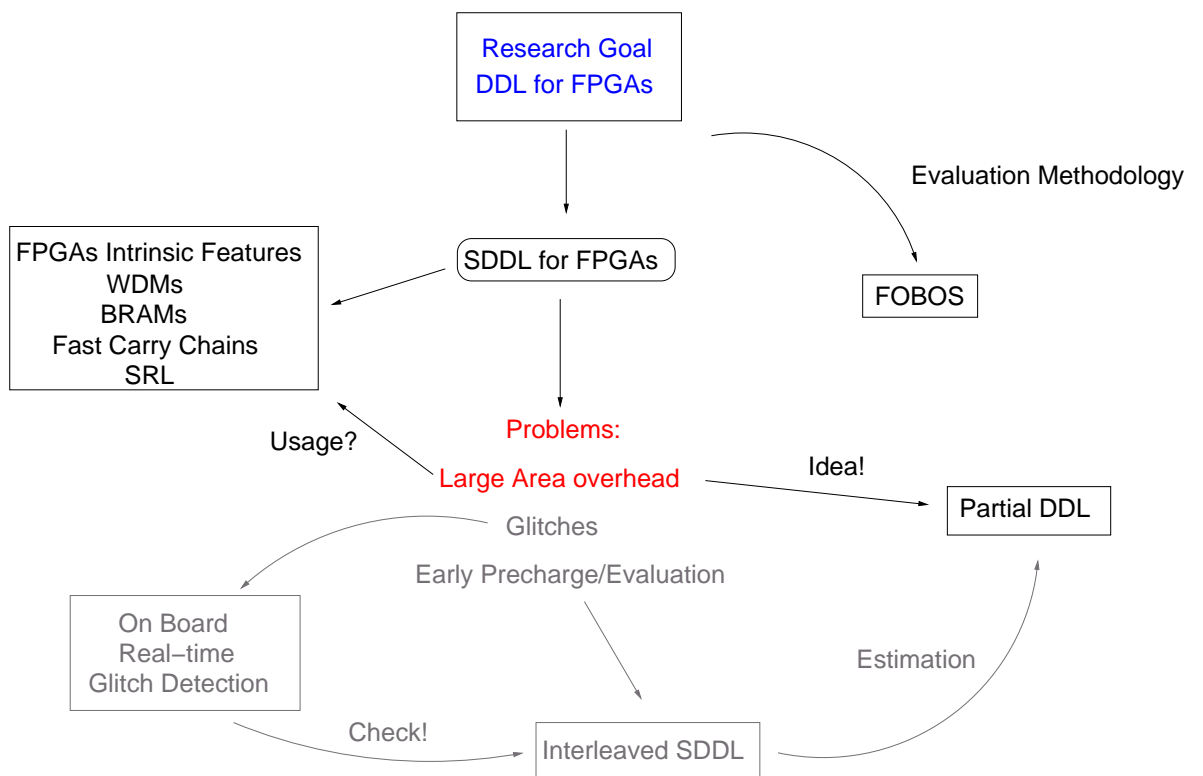 Research Goal
DDL for FPGAs
Evaluation Methodology
FPGAs Intrinsic Features
WDMs
BRAMs
Fast Carry Chains
SRL
SDDL for FPGAs
FOBOS
Usage?
Problems:
Large Area overhead
Idea!
Partial DDL
Glitches
Early Precharge/Evaluation
On Board
Real−time
Glitch Detection
Estimation
Check!
Interleaved SDDL